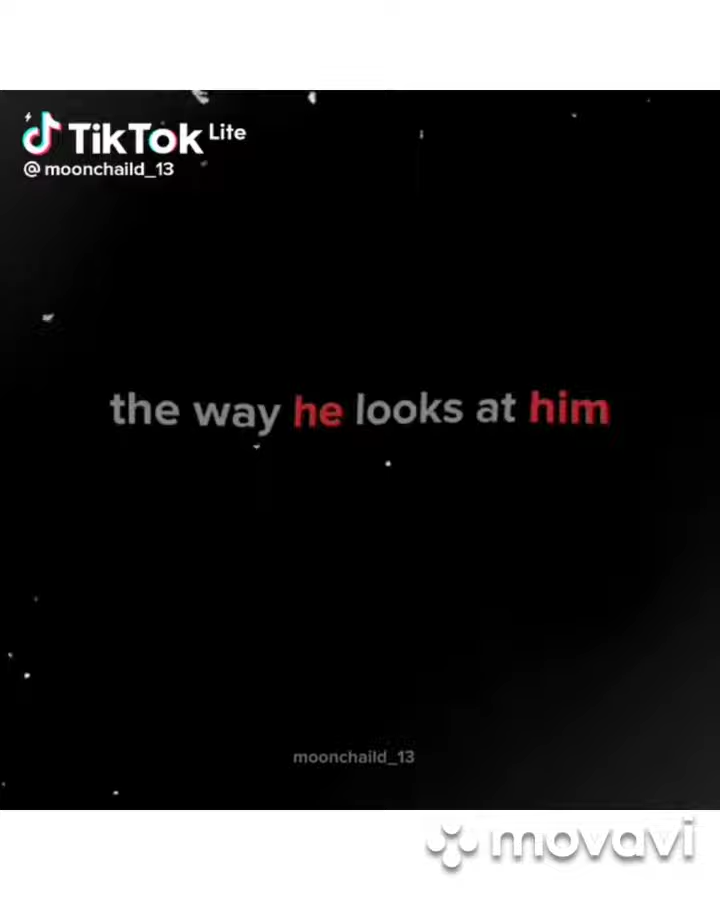 TikTok Lite
@moonchaild_13
the way he looks at him
moonchaild_13
movavi